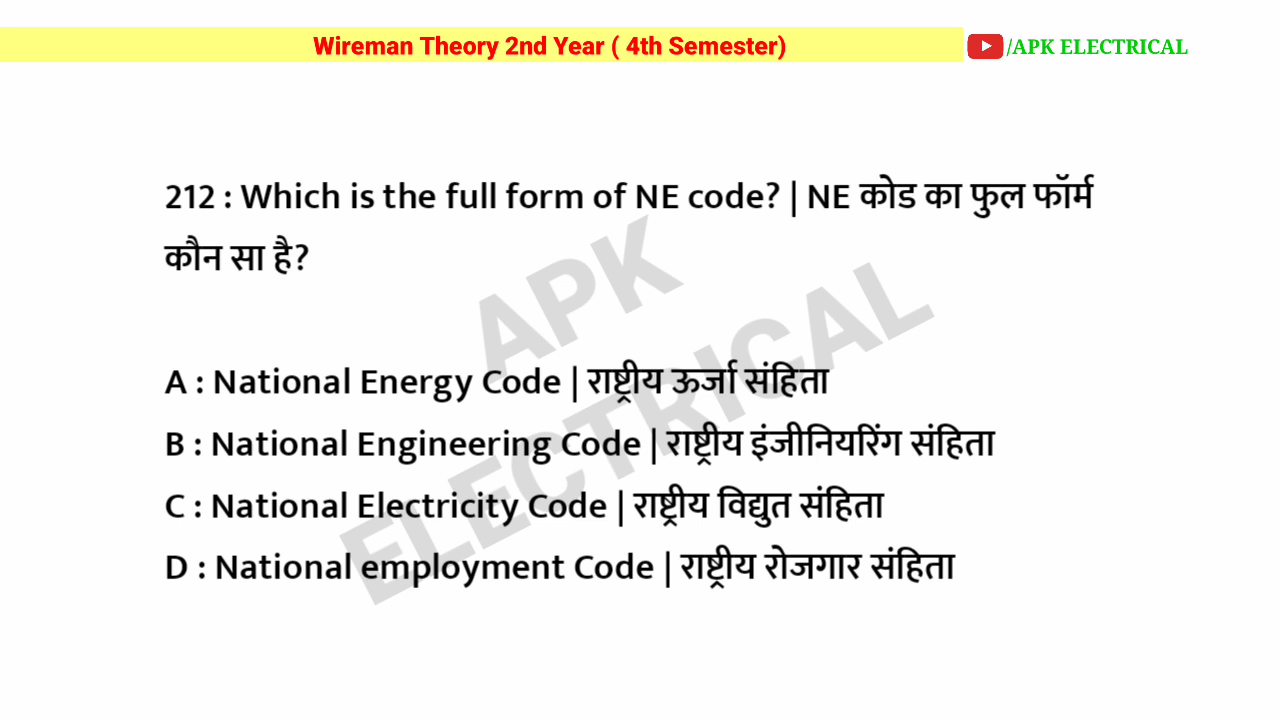 Wireman Theory 2nd Year ( 4th Semester)
/APK ELECTRICAL
212 : Which is the full form of NE code? | NE कोड का फुल फॉर्म
कौन सा है?
A : National Energy Code | राष्ट्रीय ऊर्जा संहिता
B : National Engineering Code | राष्ट्रीय इंजीनियरिंग संहिता
C : National Electricity Code | राष्ट्रीय विद्युत संहिता
D : National employment Code | राष्ट्रीय रोजगार संहिता
APK
ELECTRICAL